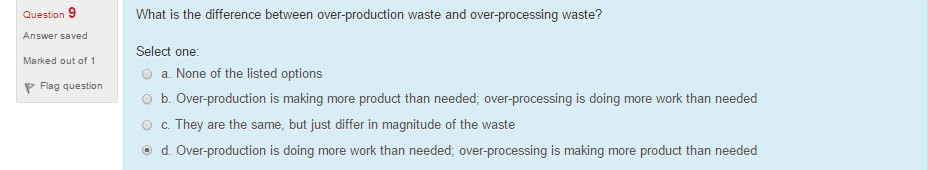 Question 9
Answer saved
Marked out of 1
Flag question
What is the difference between over-production waste and over-processing waste?
Select one:
a. None of the listed options
b. Over-production is making more product than needed; over-processing is doing more work than needed
c. They are the same, but just differ in magnitude of the waste
d. Over-production is doing more work than needed; over-processing is making more product than needed